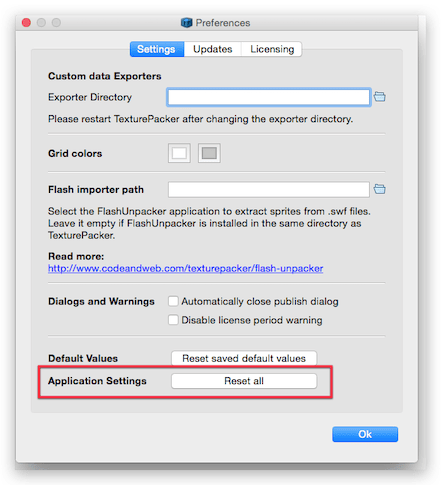 Preferences
Settings Updates Licensing
Custom data Exporters
Exporter Directory
Please restart TexturePacker after changing the exporter directory.
Grid colors
Flash importer path
Select the FlashUnpacker application to extract sprites from .swf files.
Leave it empty if FlashUnpacker is installed in the same directory as
TexturePacker.
Read more:
http://www.codeandweb.com/texturepacker/flash-unpacker
Dialogs and Warnings Automatically close publish dialog
Disable license period warning
Default Values Reset saved default values
Application Settings Reset all
Ok